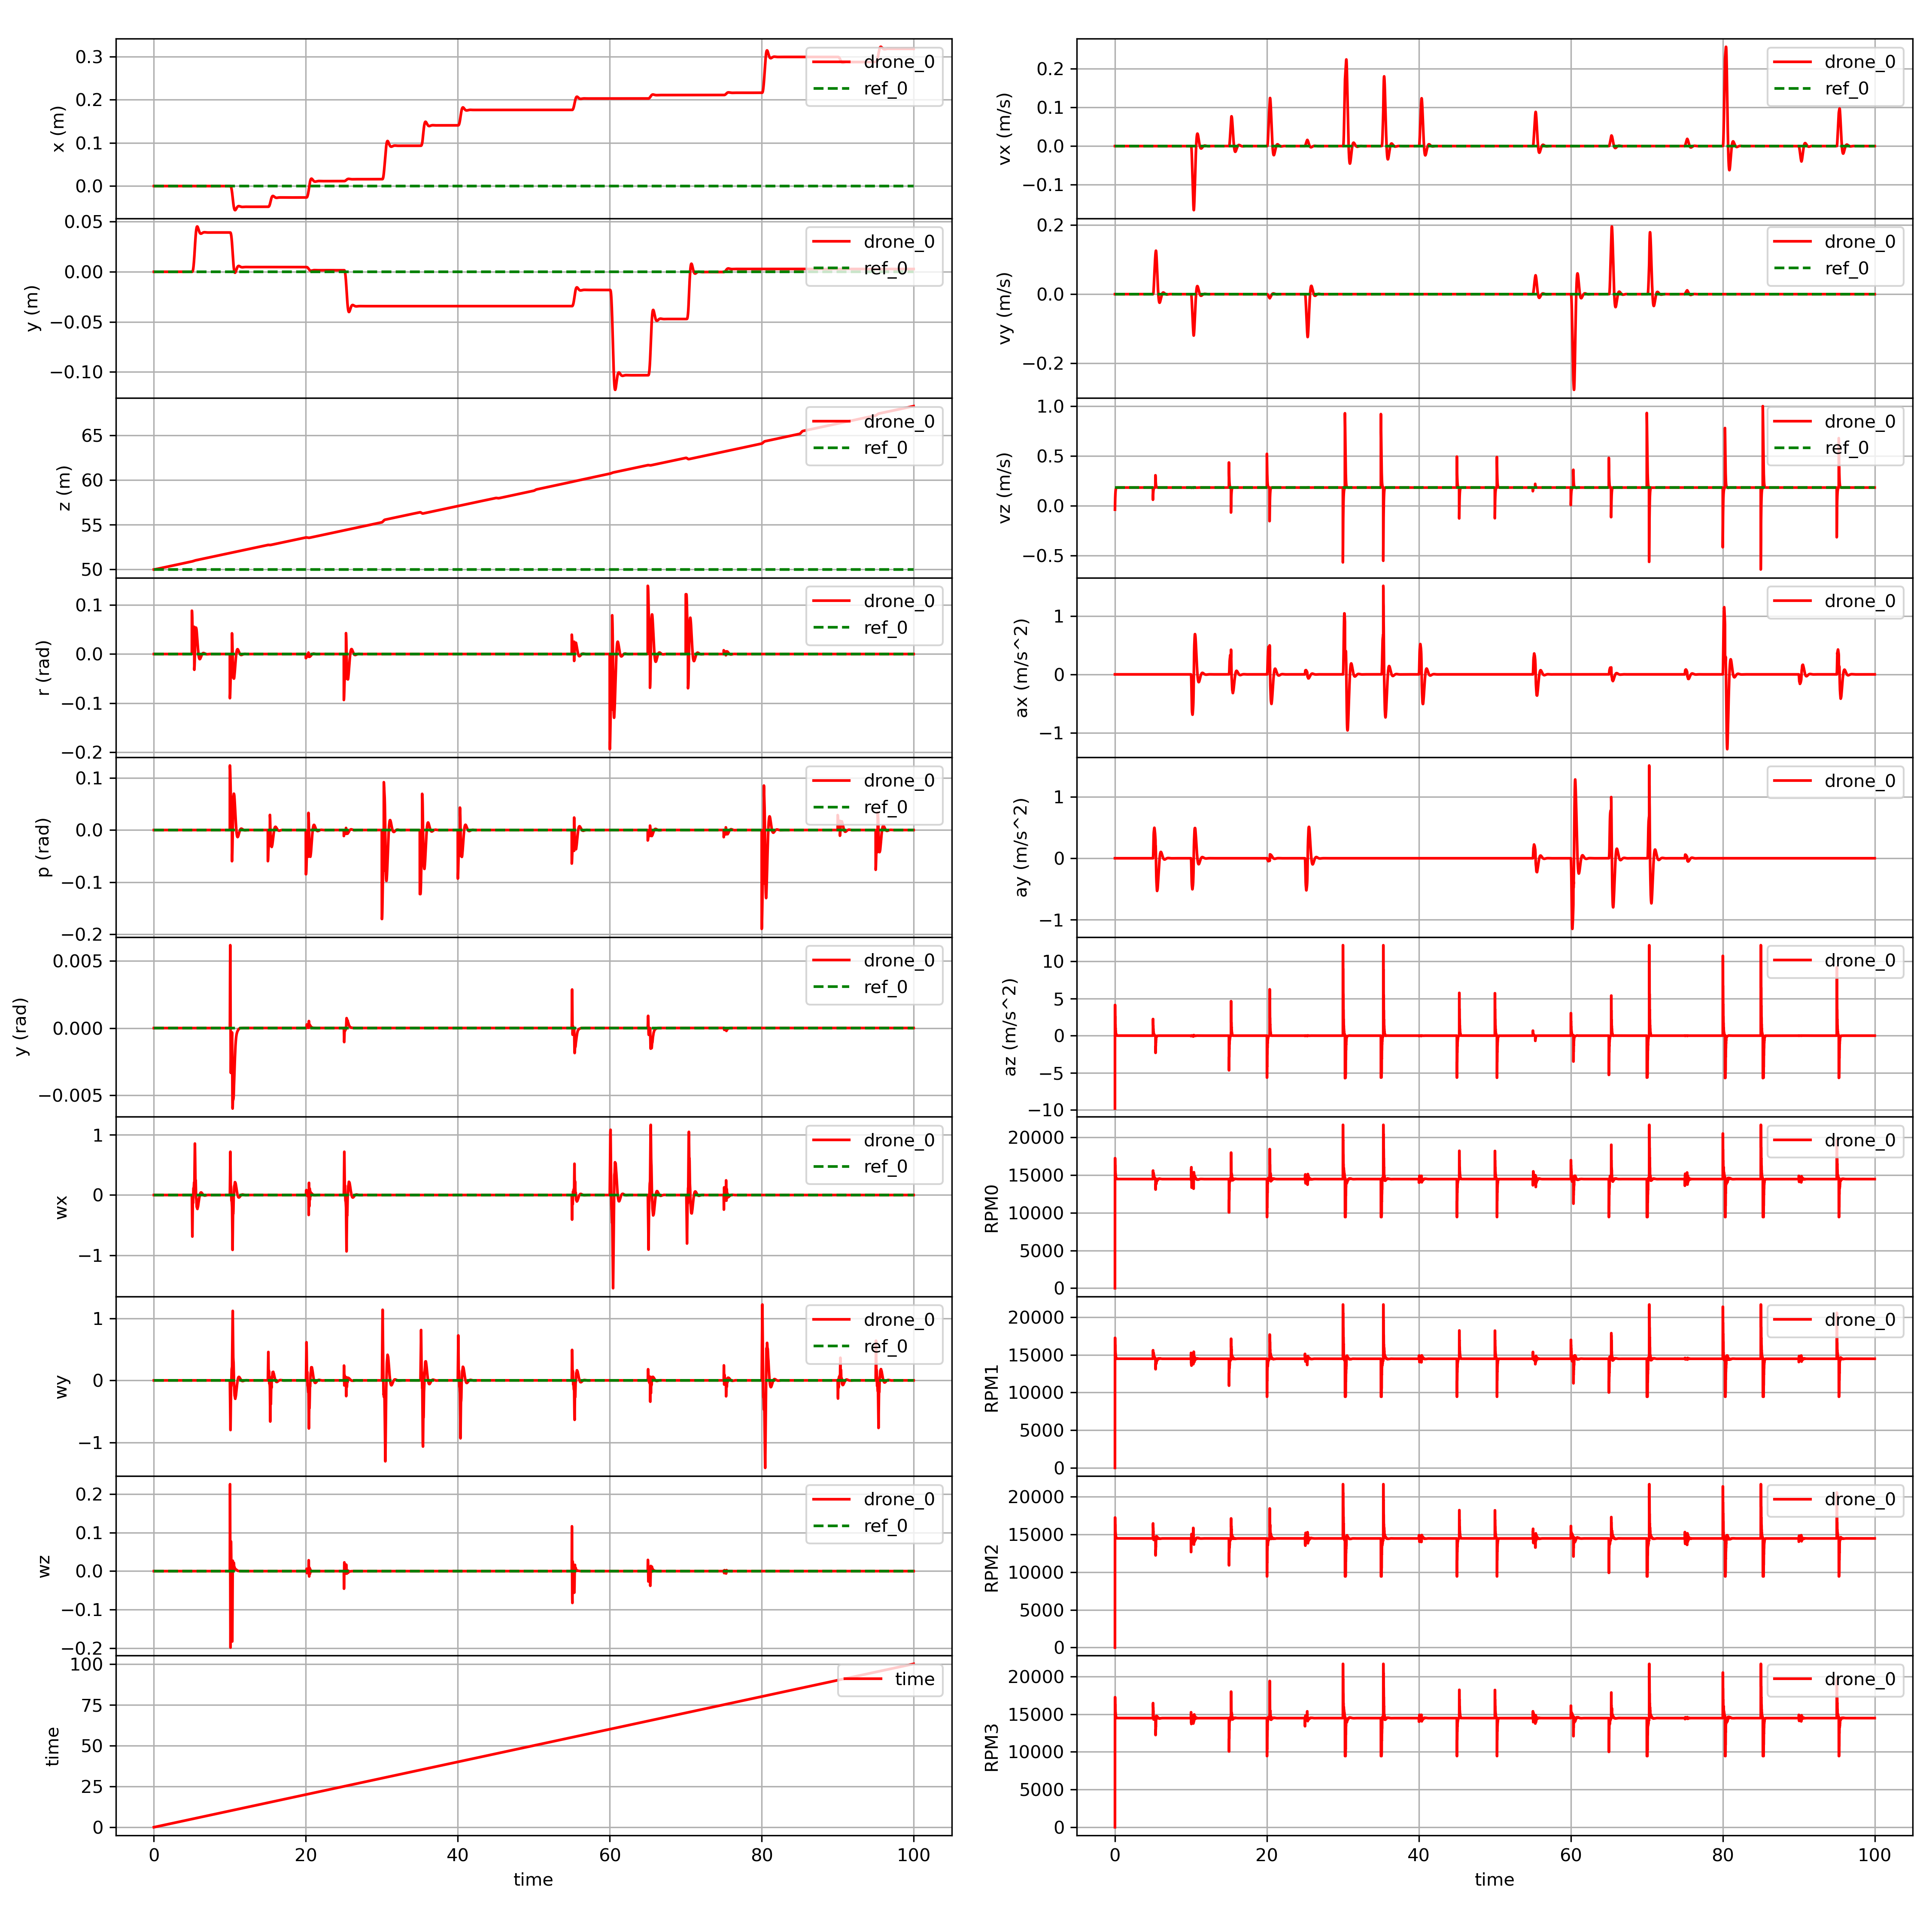 x (m)
0.3
0.2
0.1
0.0
drone_0
ref_0
y (m)
0.05
0.00
−0.05
−0.10
drone_0
ref_0
z (m)
65
60
55
50
drone_0
ref_0
r (rad)
0.1
0.0
−0.1
−0.2
drone_0
ref_0
p (rad)
0.1
0.0
−0.1
−0.2
drone_0
ref_0
y (rad)
0.005
0.000
−0.005
drone_0
ref_0
wx
1
0
−1
drone_0
ref_0
wy
1
0
−1
drone_0
ref_0
wz
0.2
0.1
0.0
−0.1
−0.2
drone_0
ref_0
time
100
75
50
25
0
time
0 20 40 60 80 100
time
vx (m/s)
0.2
0.1
0.0
−0.1
drone_0
ref_0
vy (m/s)
0.2
0.0
−0.2
drone_0
ref_0
vz (m/s)
1.0
0.5
0.0
−0.5
drone_0
ref_0
ax (m/s^2)
1
0
−1
drone_0
ay (m/s^2)
1
0
−1
drone_0
az (m/s^2)
10
5
0
−5
−10
drone_0
RPM0
20000
15000
10000
5000
0
drone_0
RPM1
20000
15000
10000
5000
0
drone_0
RPM2
20000
15000
10000
5000
0
drone_0
RPM3
20000
15000
10000
5000
0
drone_0
0 20 40 60 80 100
time